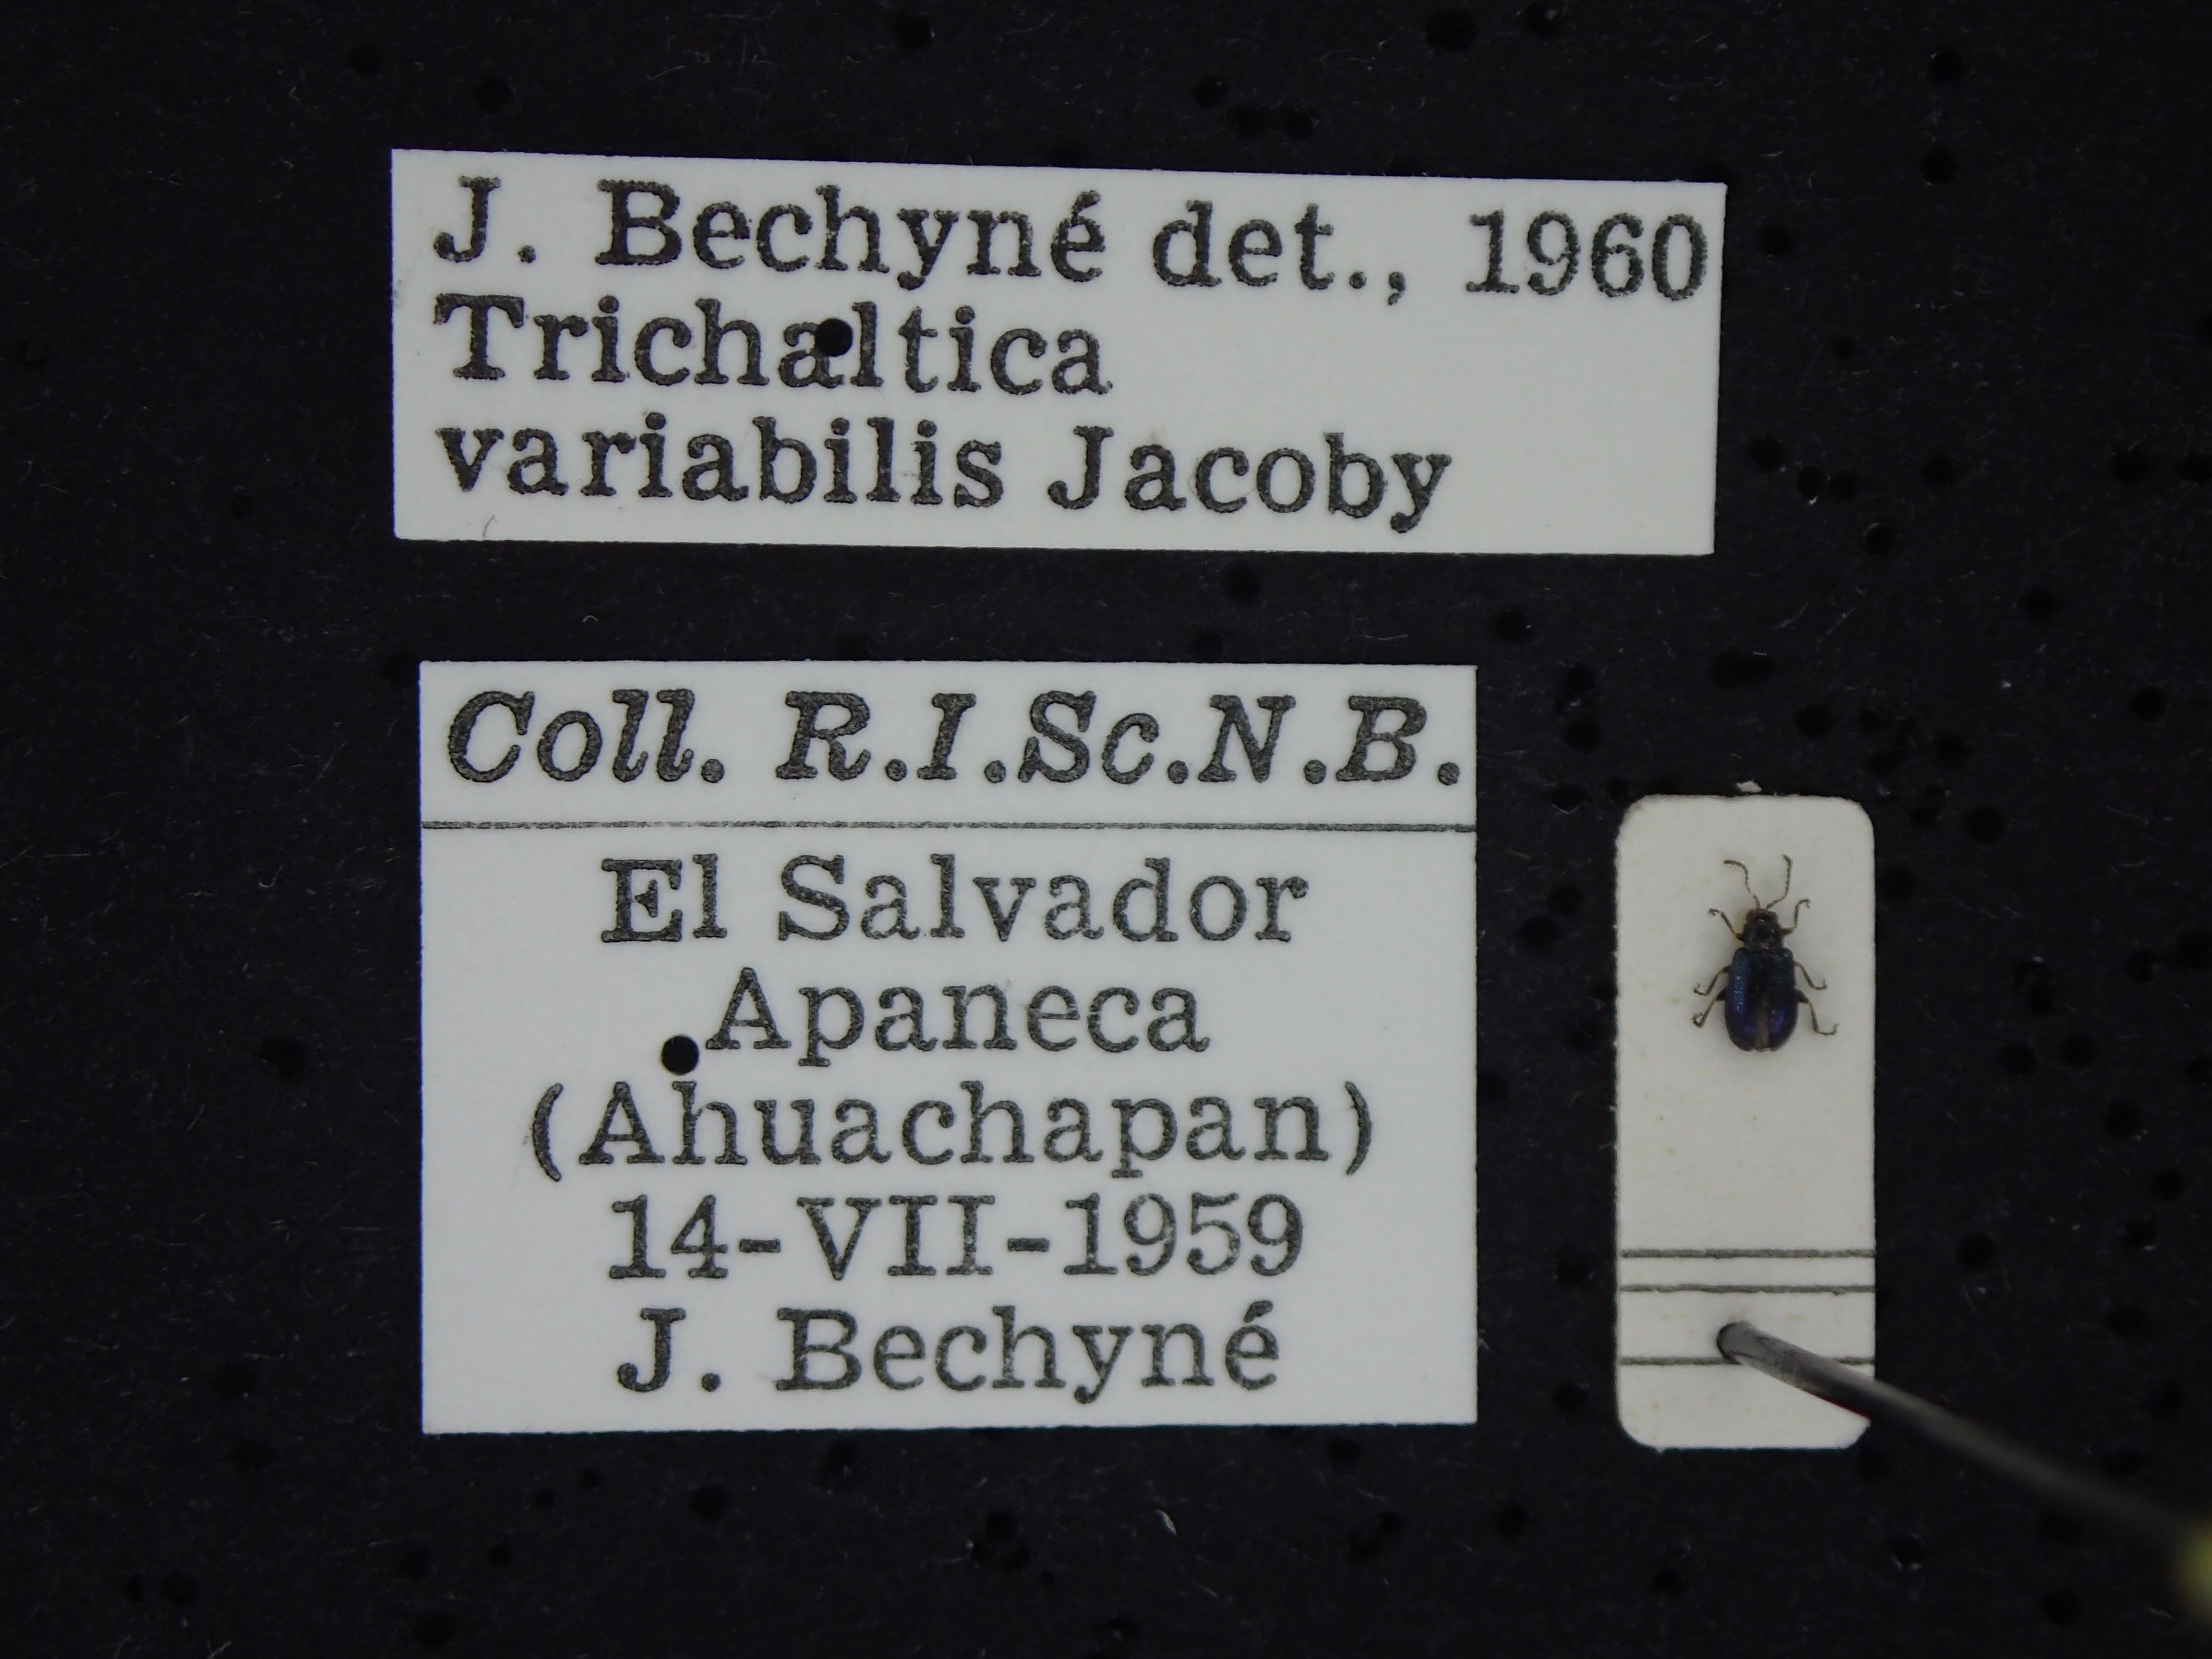 J. Bechyné det., 1960
Trichaltica
variabilis Jacoby
Coll. R.I.Sc.N.B.
El Salvador
Apaneca
(Ahuachapan)
14-VII-1959
J. Bechyné